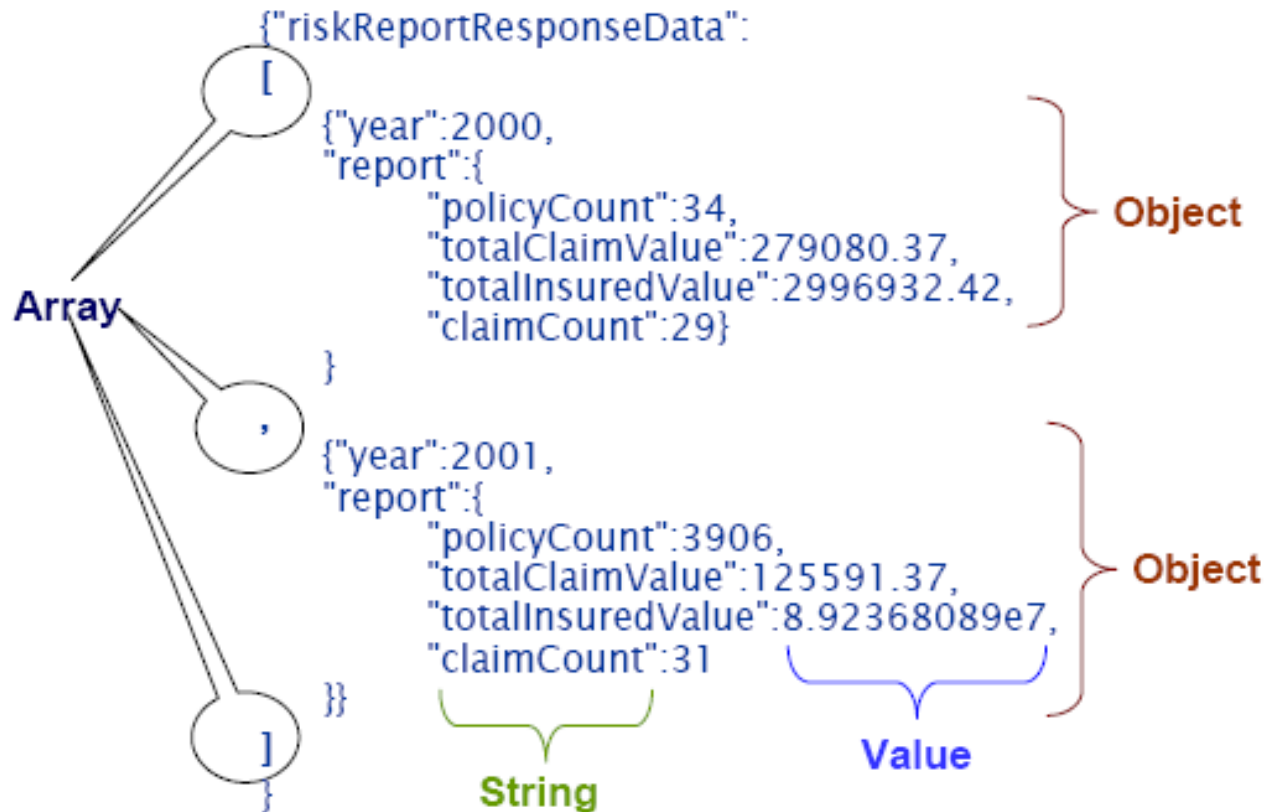 {"riskReportResponseData":
[
{"year":2000,
"report":{
"policyCount":34,
"totalClaimValue":279080.37,
"totalInsuredValue":2996932.42,
"claimCount":29}
}
,
{"year":2001,
"report":{
"policyCount":3906,
"totalClaimValue":125591.37,
"totalInsuredValue":8.92368089e7,
"claimCount":31
}}
]
}
Array
Object
Object
String
Value